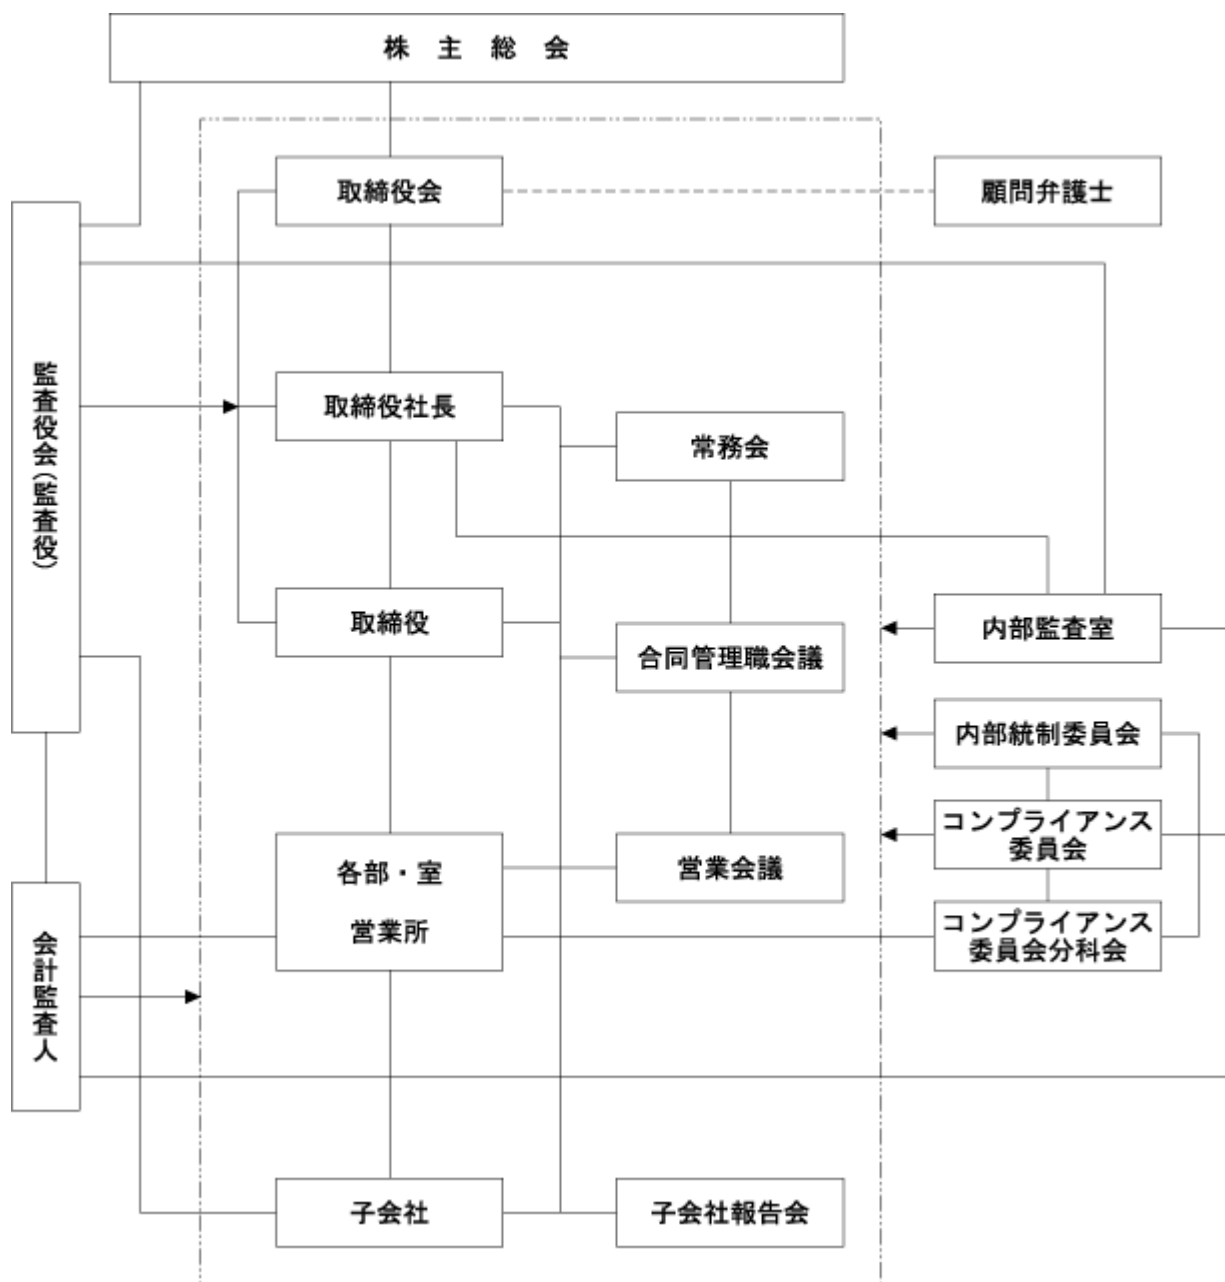 株主総会
取締役会
顧問弁護士
監査役会(監査役)
取締役社長
常務会
取締役
内部監査室
合同管理職会議
内部統制委員会
コンプライアンス
委員会
各部・室
営業所
営業会議
コンプライアンス
委員会分科会
会計監査人
子会社
子会社報告会